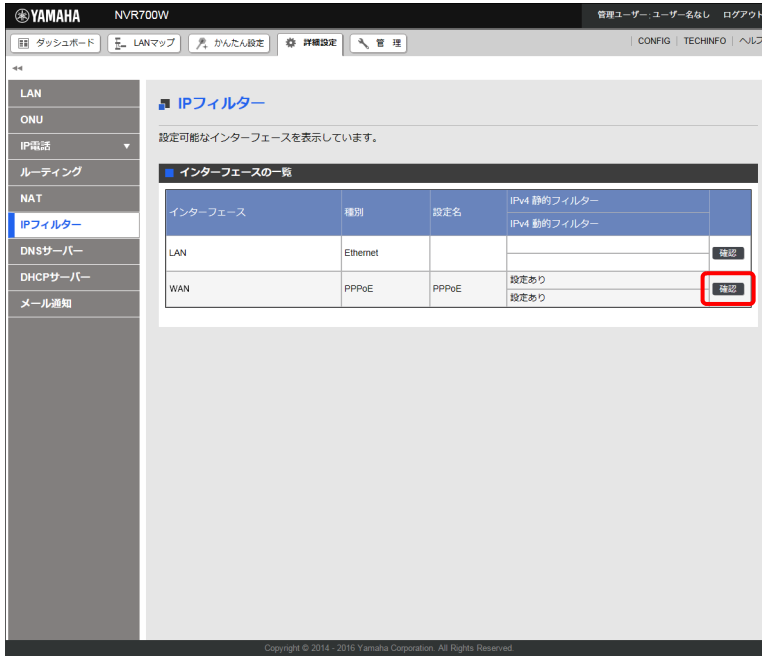 YAMAHA NVR700W 管理ユーザー:ユーザー名なし ログアウト
ダッシュボード LANマップ かんたん設定 詳細設定 管 理 CONFIG TECHINFO ヘルプ
LAN
ONU
IP電話
ルーティング
NAT
IPフィルター
DNSサーバー
DHCPサーバー
メール通知
IPフィルター
設定可能なインターフェースを表示しています。
インターフェースの一覧
インターフェース 種別 設定名 IPv4 静的フィルター
IPv4 動的フィルター
LAN Ethernet 確認
WAN PPPoE PPPoE 設定あり 確認
設定あり
Copyright © 2014 - 2016 Yamaha Corporation. All Rights Reserved.